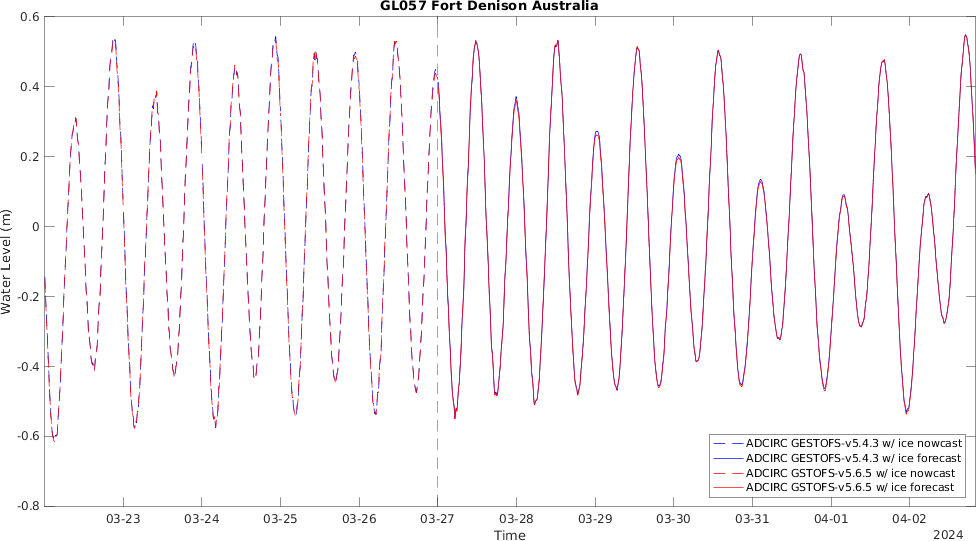 GL057 Fort Denison Australia
0.6
0.4
0.2
0
-0.2
-0.4
-0.6
-0.8
Water Level (m)
ADCIRC GESTOFS-v5.4.3 w/ ice nowcast
ADCIRC GESTOFS-v5.4.3 w/ ice forecast
ADCIRC GSTOFS-v5.6.5 w/ ice nowcast
ADCIRC GSTOFS-v5.6.5 w/ ice forecast
03-23 03-24 03-25 03-26 03-27 03-28 03-29 03-30 03-31 04-01 04-02
Time
2024